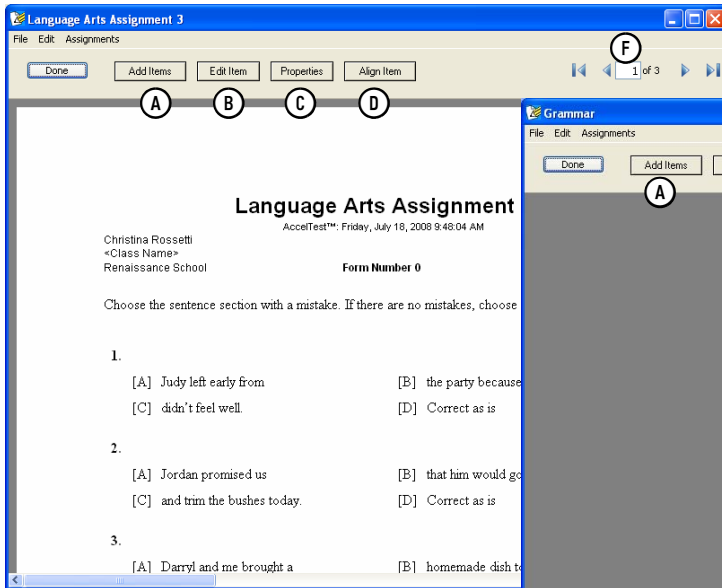 Language Arts Assignment 3
File Edit Assignments
F
Done Add Items Edit Item Properties Align Item 1 of 3
A B C D
Grammar
File Edit Assignments
Done Add Items
A
Language Arts Assignment
AccelTest™: Friday, July 18, 2008 9:48:04 AM
Christina Rossetti
<Class Name>
Renaissance School Form Number 0
Choose the sentence section with a mistake. If there are no mistakes, choose
1.
[A] Judy left early from [B] the party because
[C] didn't feel well. [D] Correct as is
2.
[A] Jordan promised us [B] that him would go
[C] and trim the bushes today. [D] Correct as is
3.
[A] Darryl and me brought a [B] homemade dish to